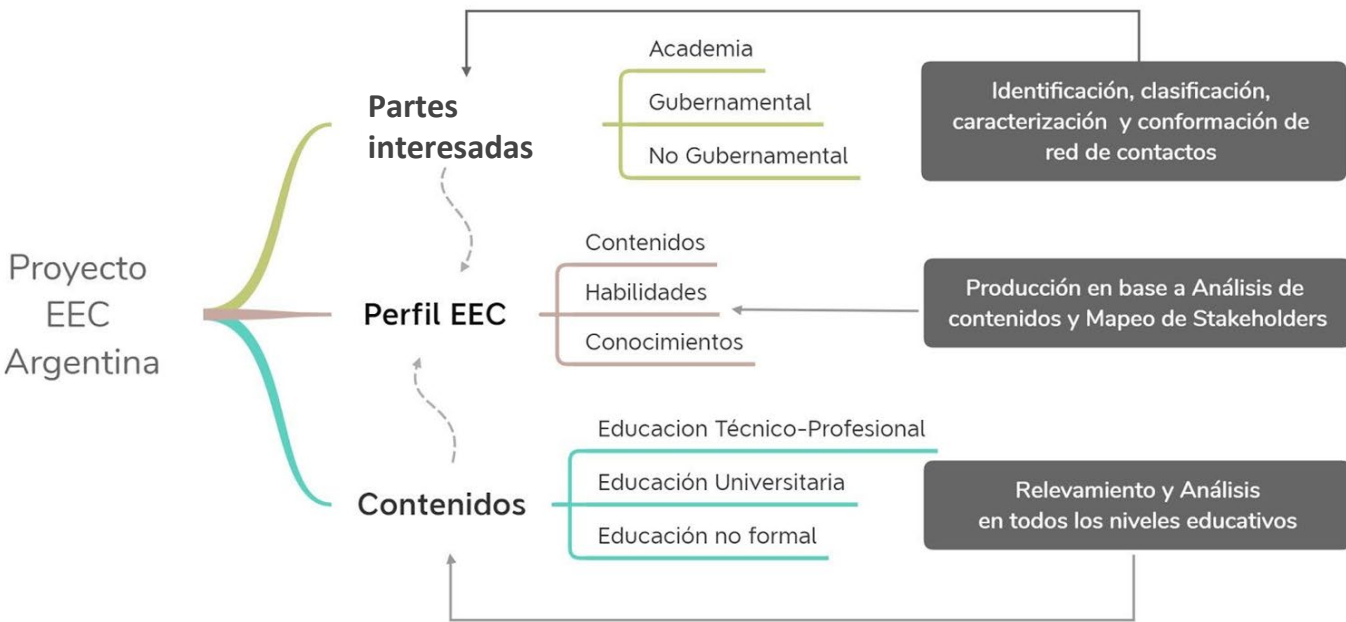 Proyecto
EEC
Argentina
Partes
interesadas
Academia
Gubernamental
No Gubernamental
Identificación, clasificación,
caracterización y conformación de
red de contactos
Perfil EEC
Contenidos
Habilidades
Conocimientos
Producción en base a Análisis de
contenidos y Mapeo de Stakeholders
Contenidos
Educacion Técnico-Profesional
Educación Universitaria
Educación no formal
Relevamiento y Análisis
en todos los niveles educativos